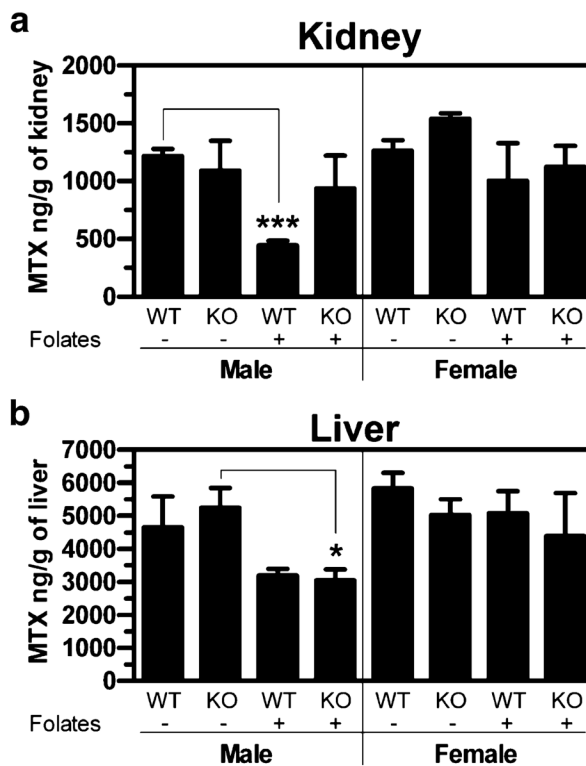 a
Kidney
MTX ng/g of kidney
2000
1500
1000
500
0
***
WT KO WT KO WT KO WT KO
Folates - - + + - - + +
Male Female
b
Liver
MTX ng/g of liver
7000
6000
5000
4000
3000
2000
1000
0
*
WT KO WT KO WT KO WT KO
Folates - - + + - - + +
Male Female